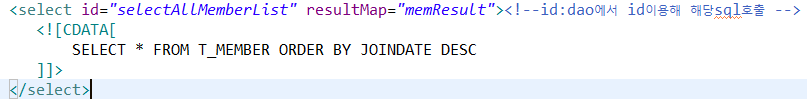 <select id="selectAllMemberList" resultMap="memResult"><!--id:dao에서 id이용해 해당sql호출 -->
<![CDATA[
SELECT * FROM T_MEMBER ORDER BY JOINDATE DESC
]]>
</select>